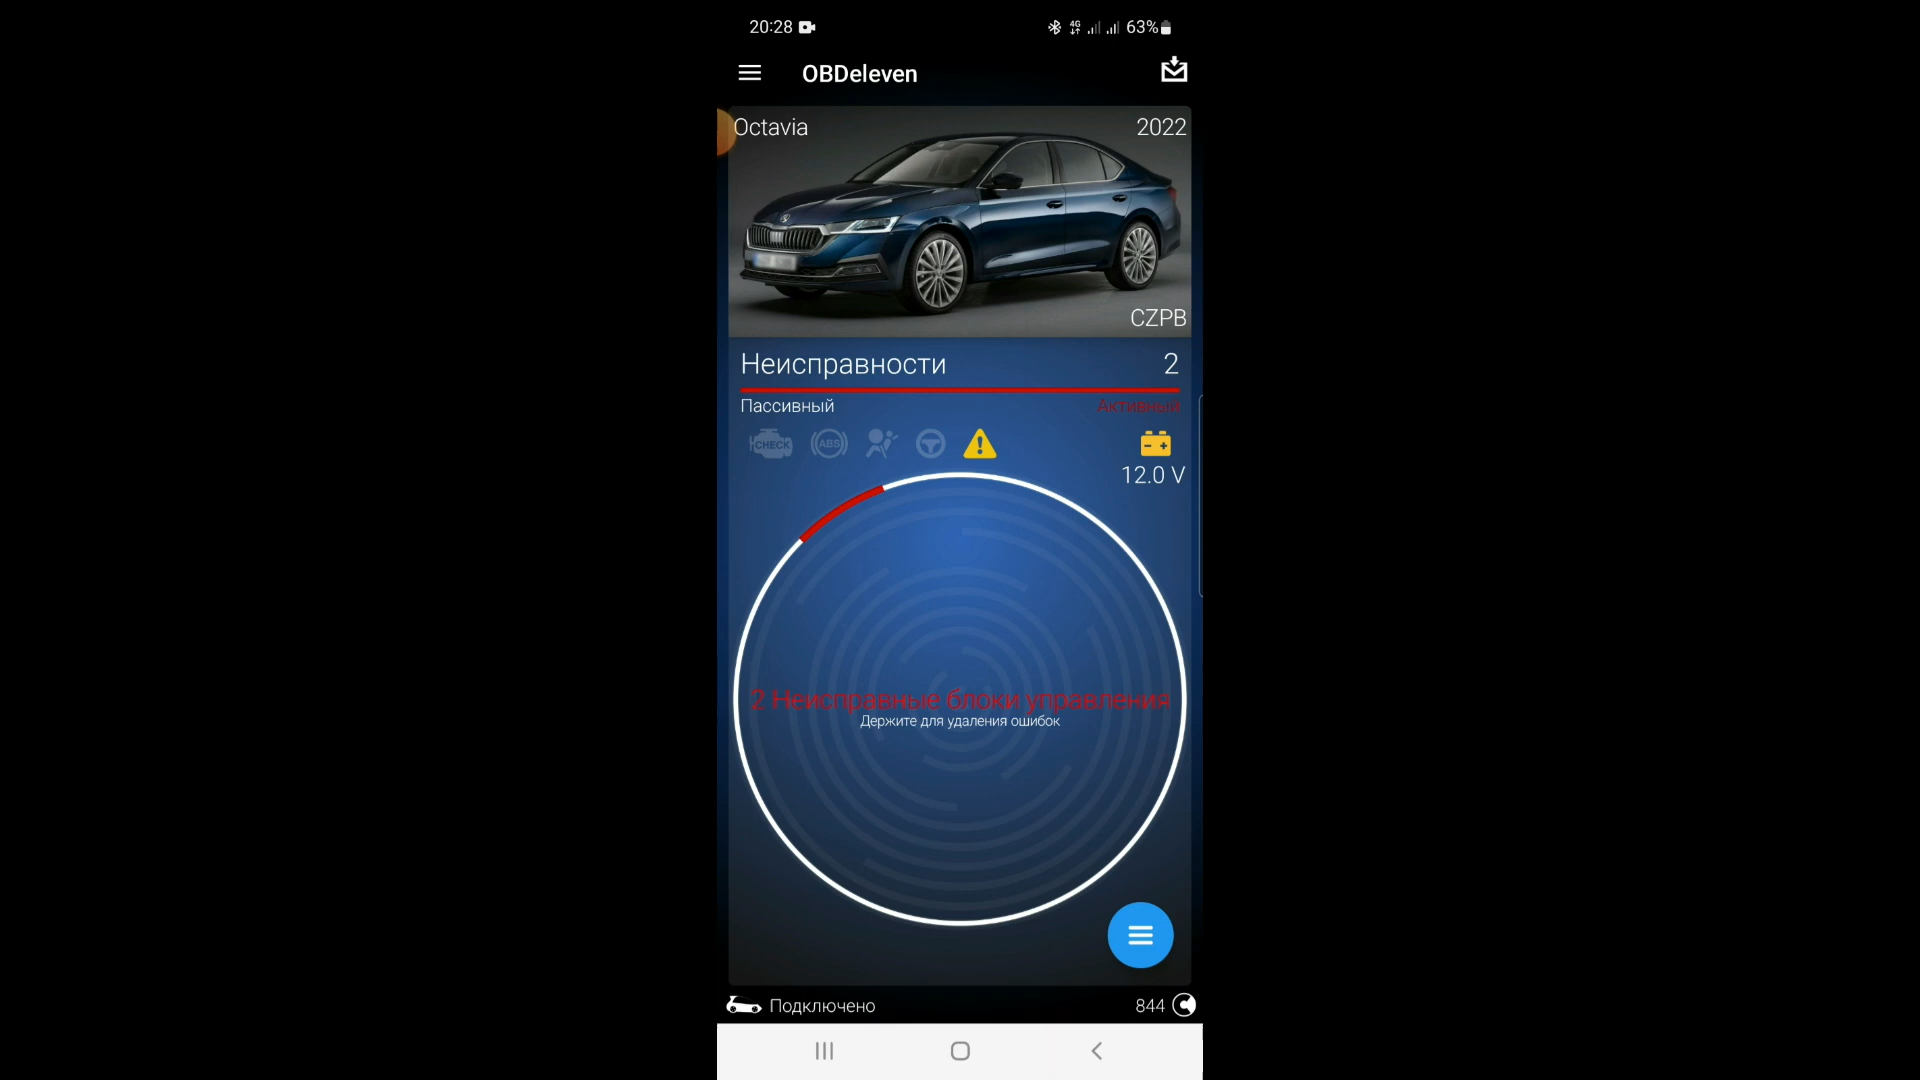 20:28 4G 63%
OBDeleven
Octavia 2022
CZPB
Неисправности 2
Пассивный Активный
CHECK ABS
12.0 V
2 Неисправные блоки управления
Держите для удаления ошибок
Подключено 844